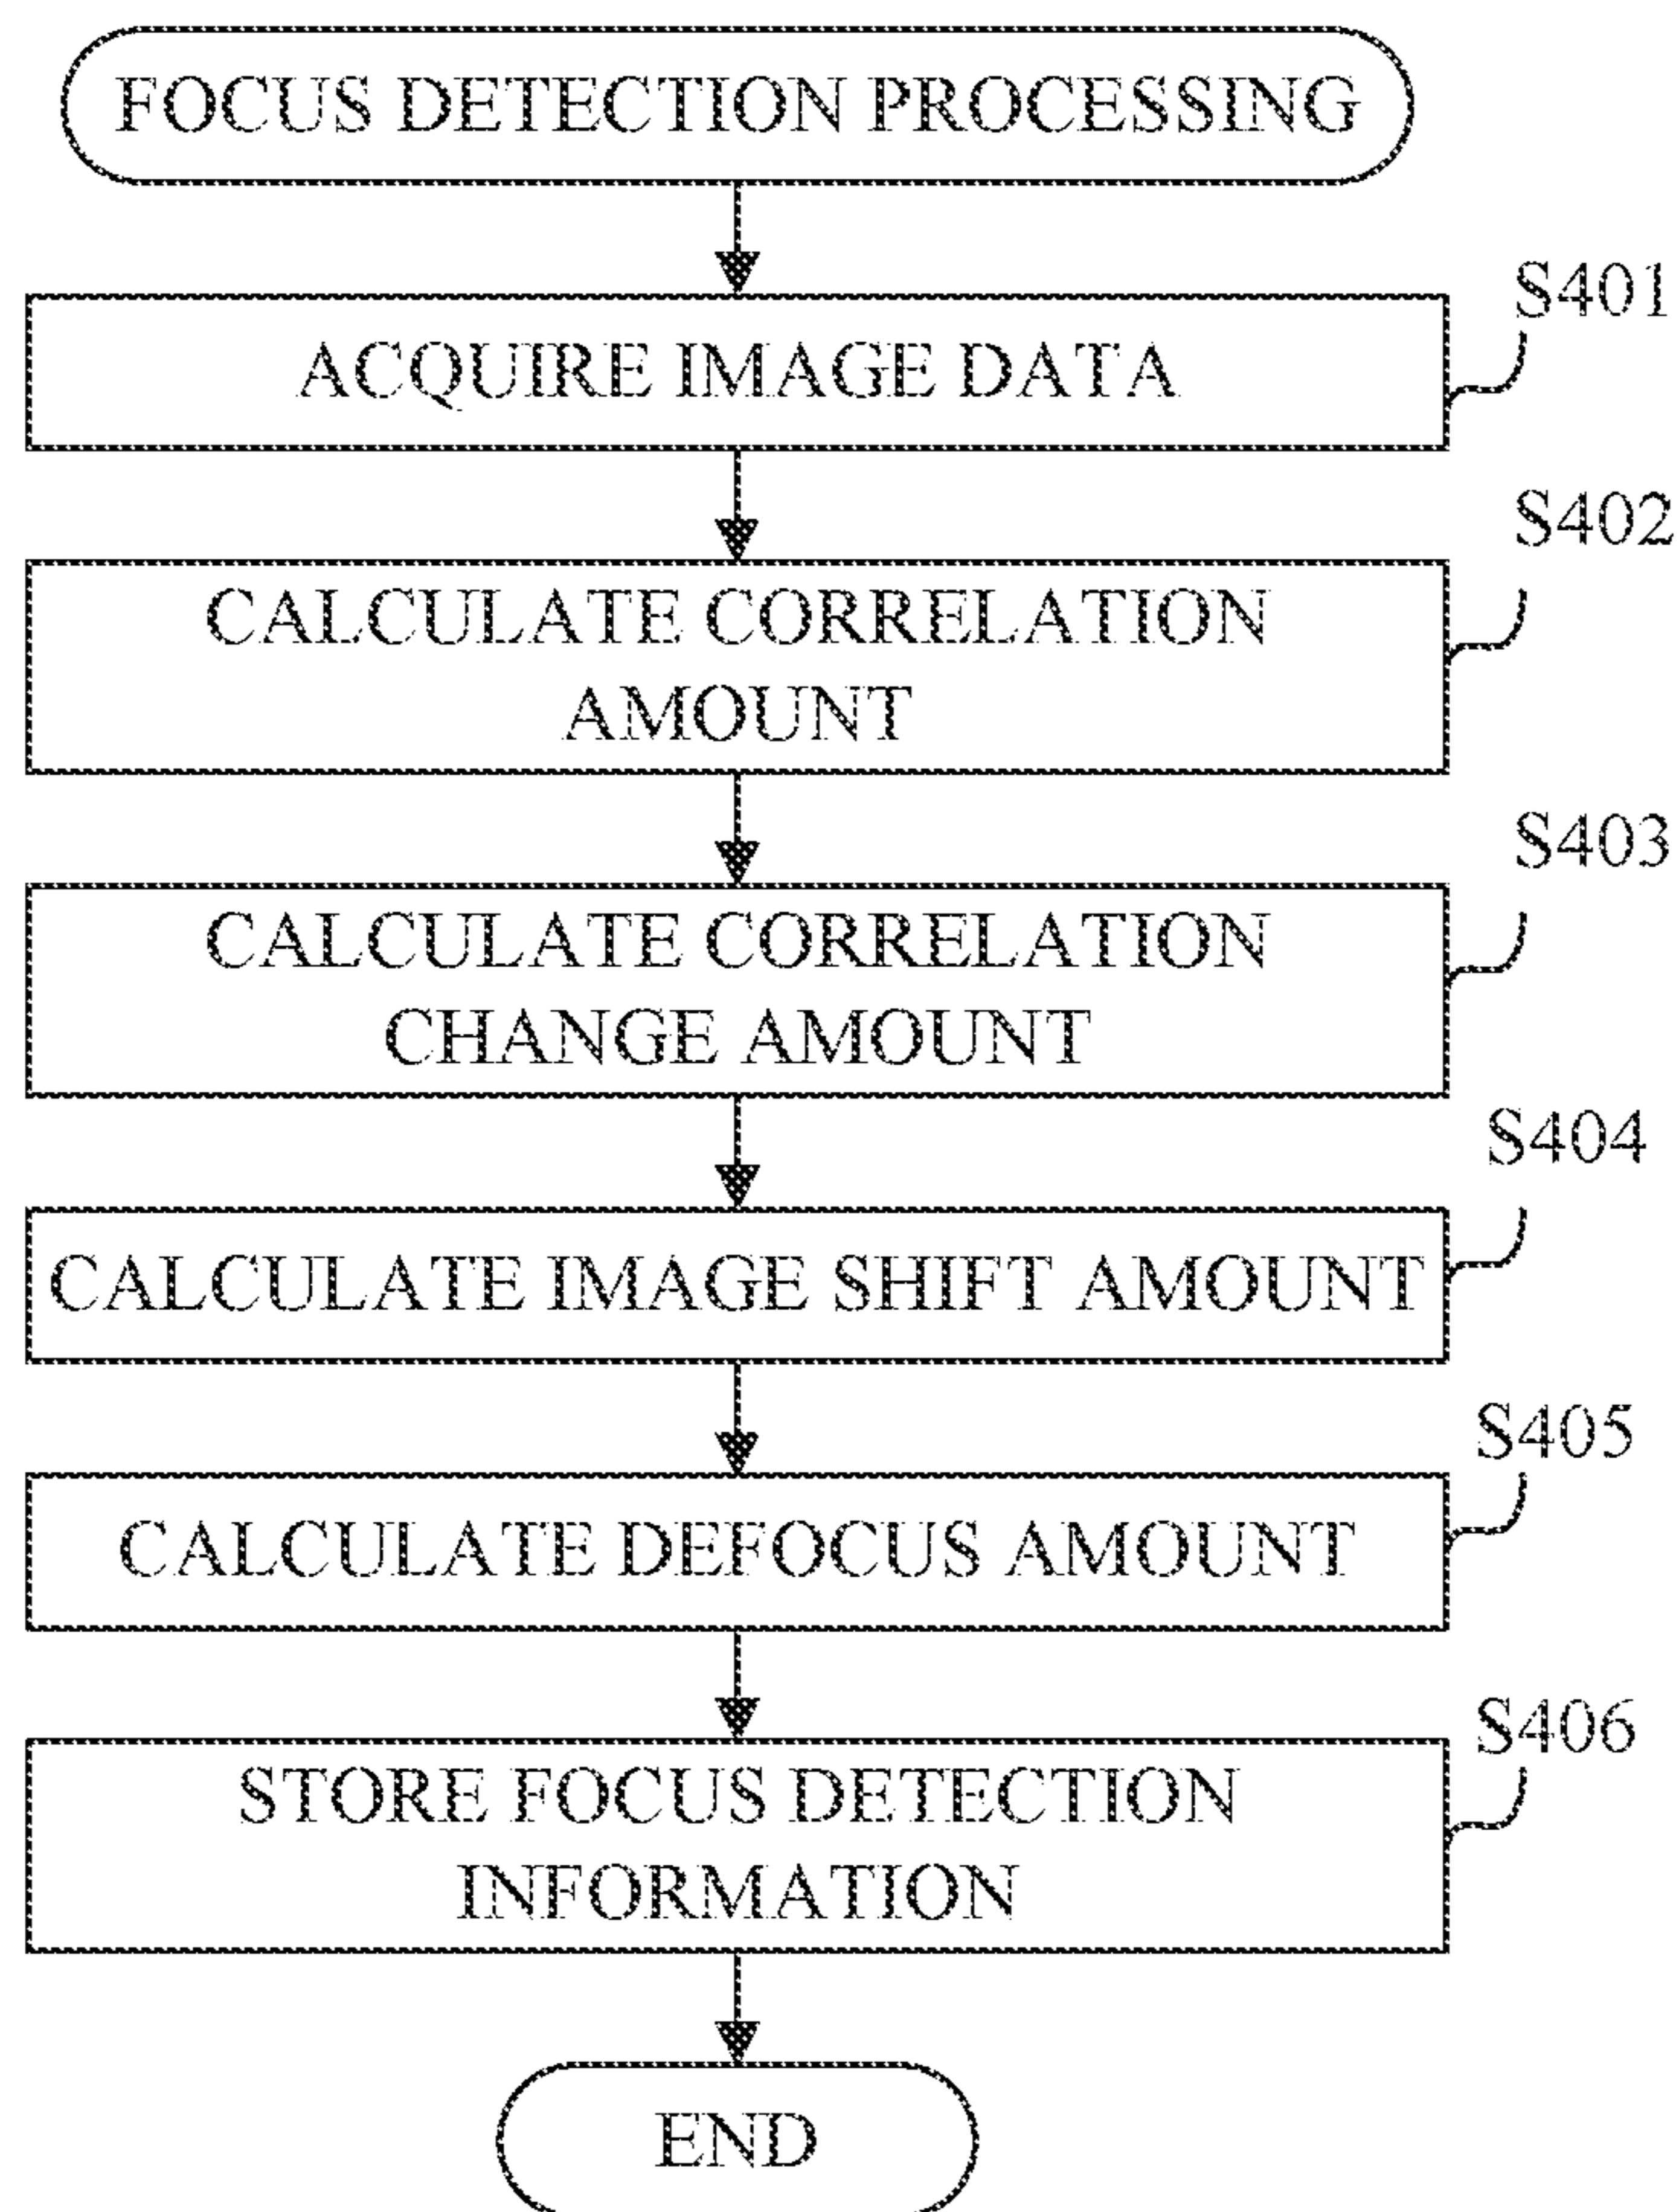 FOCUS DETECTION PROCESSING
S401
ACQUIRE IMAGE DATA
S402
CALCULATE CORRELATION
AMOUNT
S403
CALCULATE CORRELATION
CHANGE AMOUNT
S404
CALCULATE IMAGE SHIFT AMOUNT
S405
CALCULATE DEFOCUS AMOUNT
S406
STORE FOCUS DETECTION
INFORMATION
END